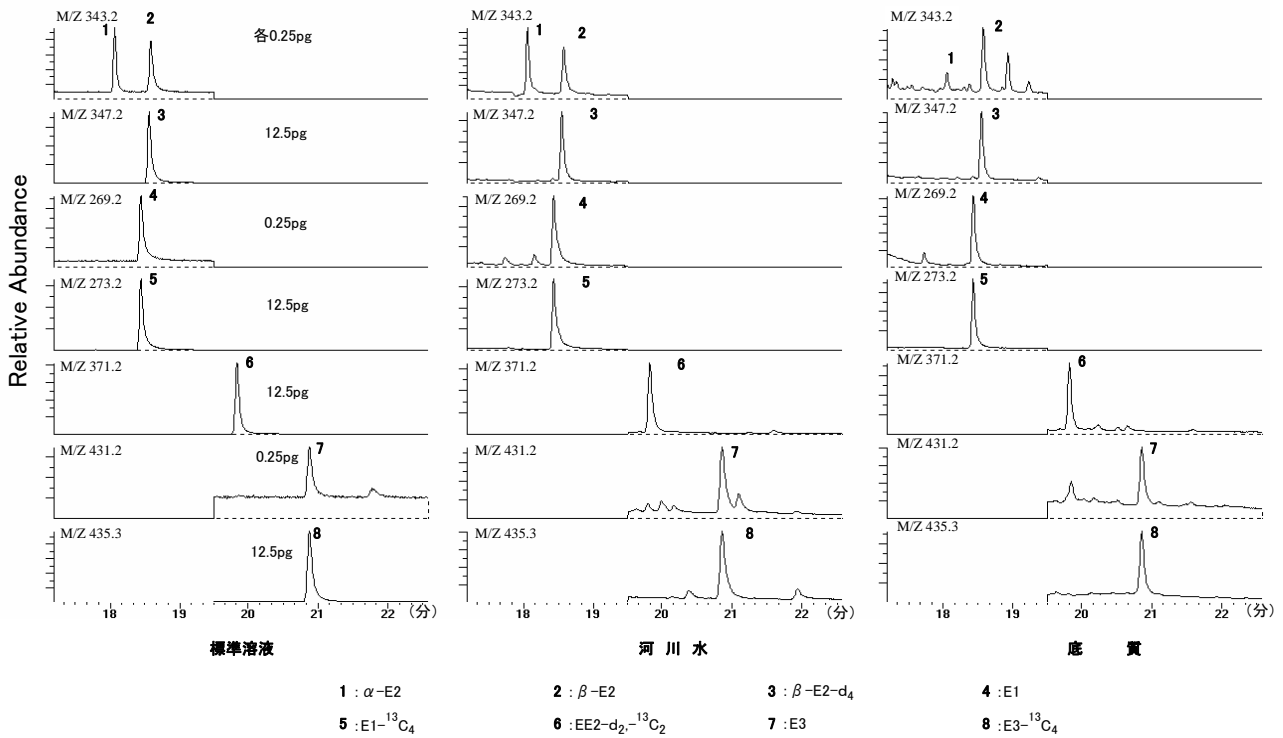 Relative Abundance
M/Z 343.2
1
2
各0.25pg
M/Z 347.2
3
12.5pg
M/Z 269.2
4
0.25pg
M/Z 273.2
5
12.5pg
M/Z 371.2
6
12.5pg
M/Z 431.2
7
0.25pg
M/Z 435.3
8
12.5pg
18 19 20 21 22 (分)
標準溶液
M/Z 343.2
1
2
M/Z 347.2
3
M/Z 269.2
4
M/Z 273.2
5
M/Z 371.2
6
M/Z 431.2
7
M/Z 435.3
8
18 19 20 21 22 (分)
河 川 水
M/Z 343.2
1
2
M/Z 347.2
3
M/Z 269.2
4
M/Z 273.2
5
M/Z 371.2
6
M/Z 431.2
7
M/Z 435.3
8
18 19 20 21 22 (分)
底 質
1 : α-E2 2 : β-E2 3 : β-E2-d4 4 :E1
5 :E1-13C4 6 :EE2-d2,-13C2 7 :E3 8 :E3-13C4